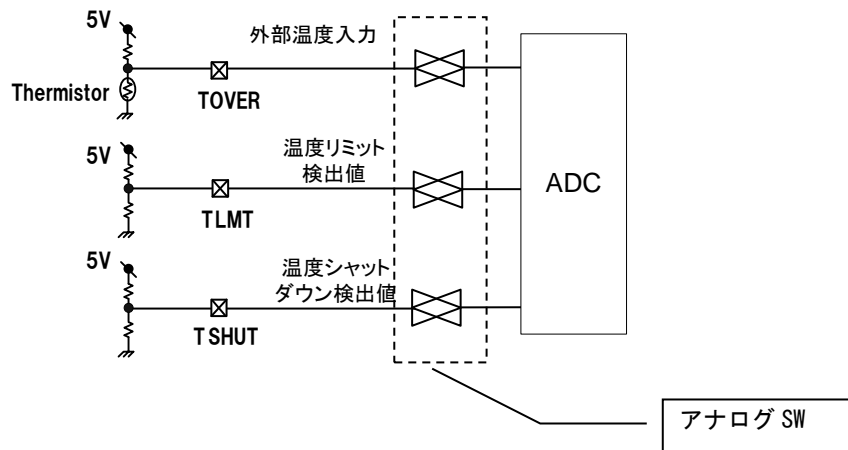 5V
外部温度入力
Thermistor
TOVER
5V
温度リミット
検出値
ADC
TLMT
5V
温度シャット
ダウン検出値
TSHUT
アナログ SW